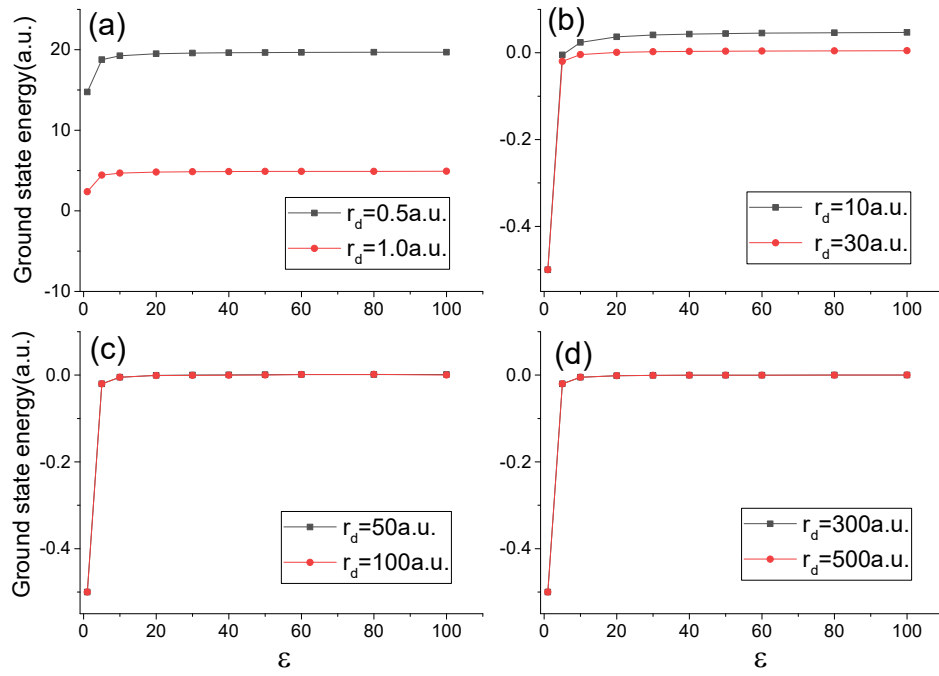 (a)
Ground state energy(a.u.)
20
10
0
-10
0 20 40 60 80 100
r_d=0.5a.u.
r_d=1.0a.u.
(b)
0.0
-0.2
-0.4
0 20 40 60 80 100
r_d=10a.u.
r_d=30a.u.
(c)
Ground state energy(a.u.)
0.0
-0.2
-0.4
0 20 40 60 80 100
ε
r_d=50a.u.
r_d=100a.u.
(d)
0.0
-0.2
-0.4
0 20 40 60 80 100
ε
r_d=300a.u.
r_d=500a.u.